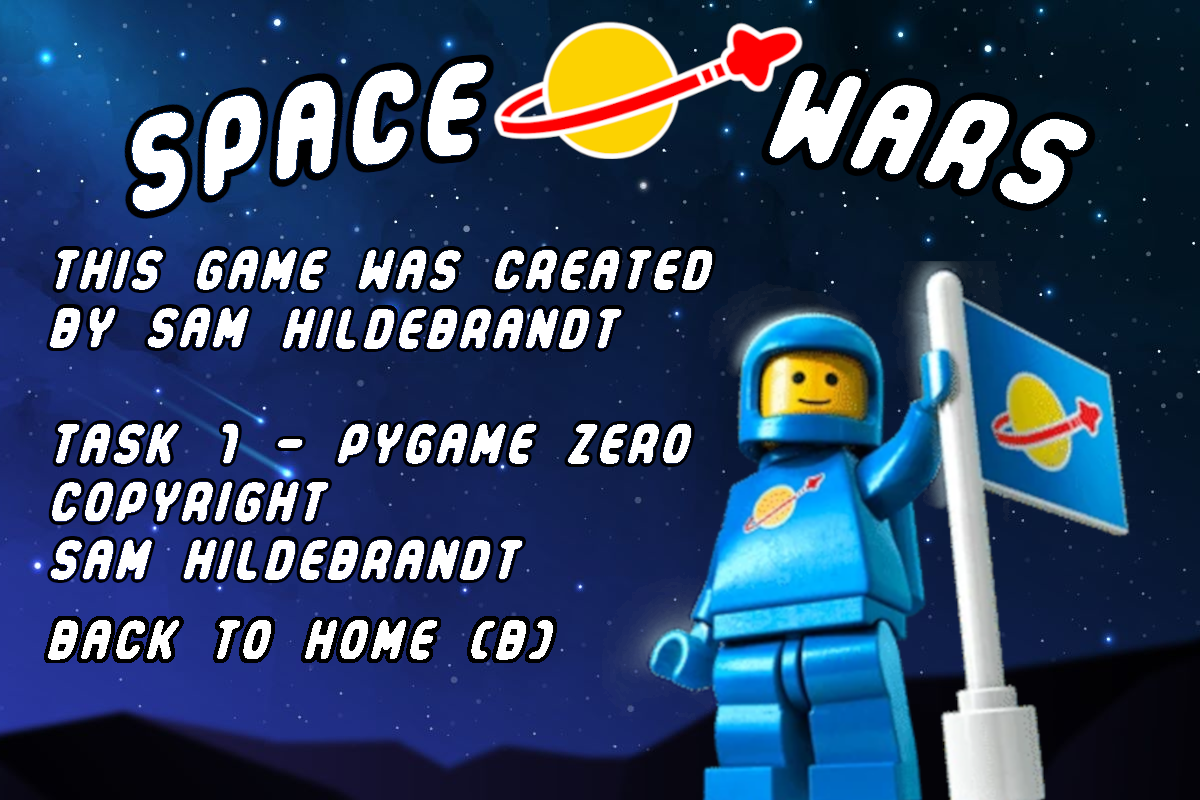 SPACE WARS
THIS GAME WAS CREATED
BY SAM HILDEBRANDT
TASK 1 - PYGAME ZERO
COPYRIGHT
SAM HILDEBRANDT
BACK TO HOME (B)